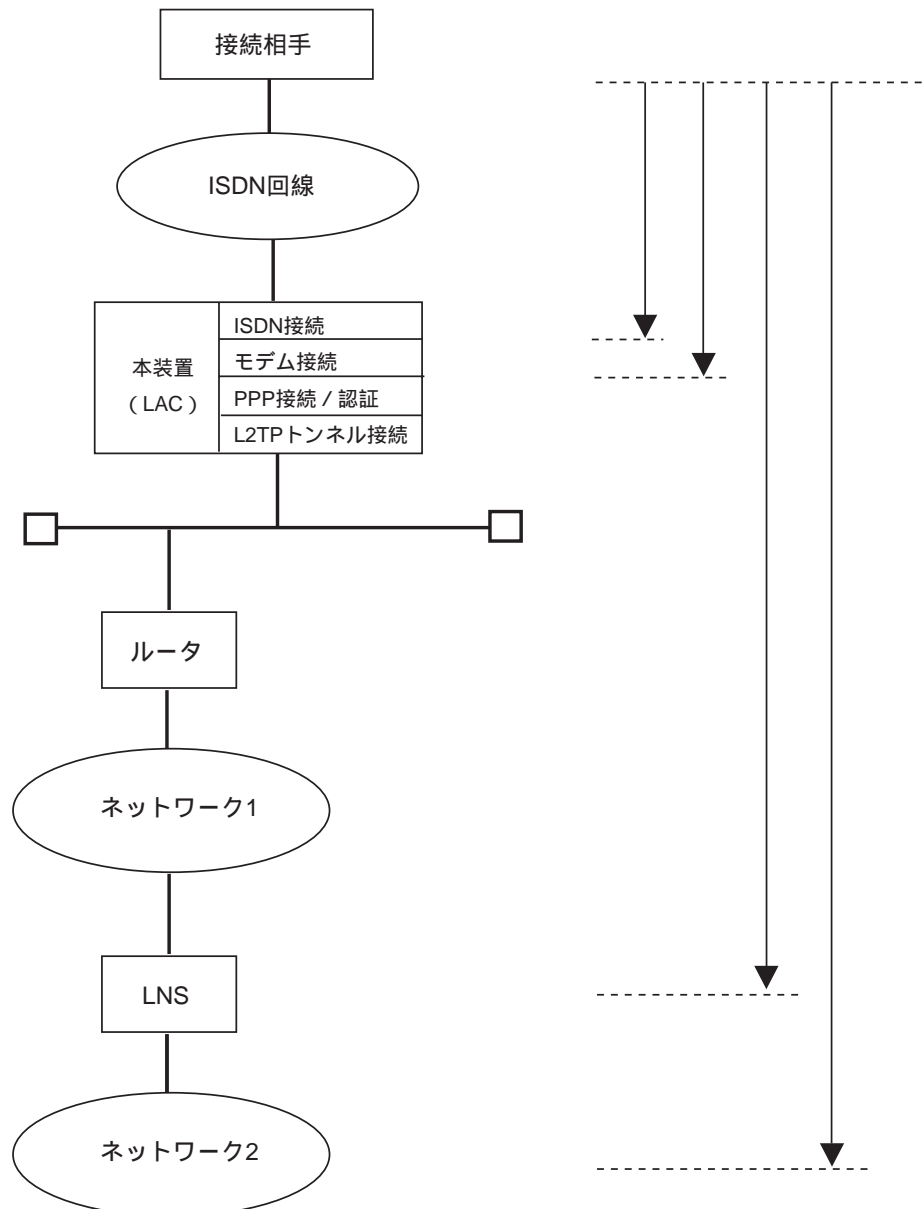 接続相手
ISDN回線
本装置
（LAC）
ISDN接続
モデム接続
PPP接続 / 認証
L2TPトンネル接続
ルータ
ネットワーク1
LNS
ネットワーク2